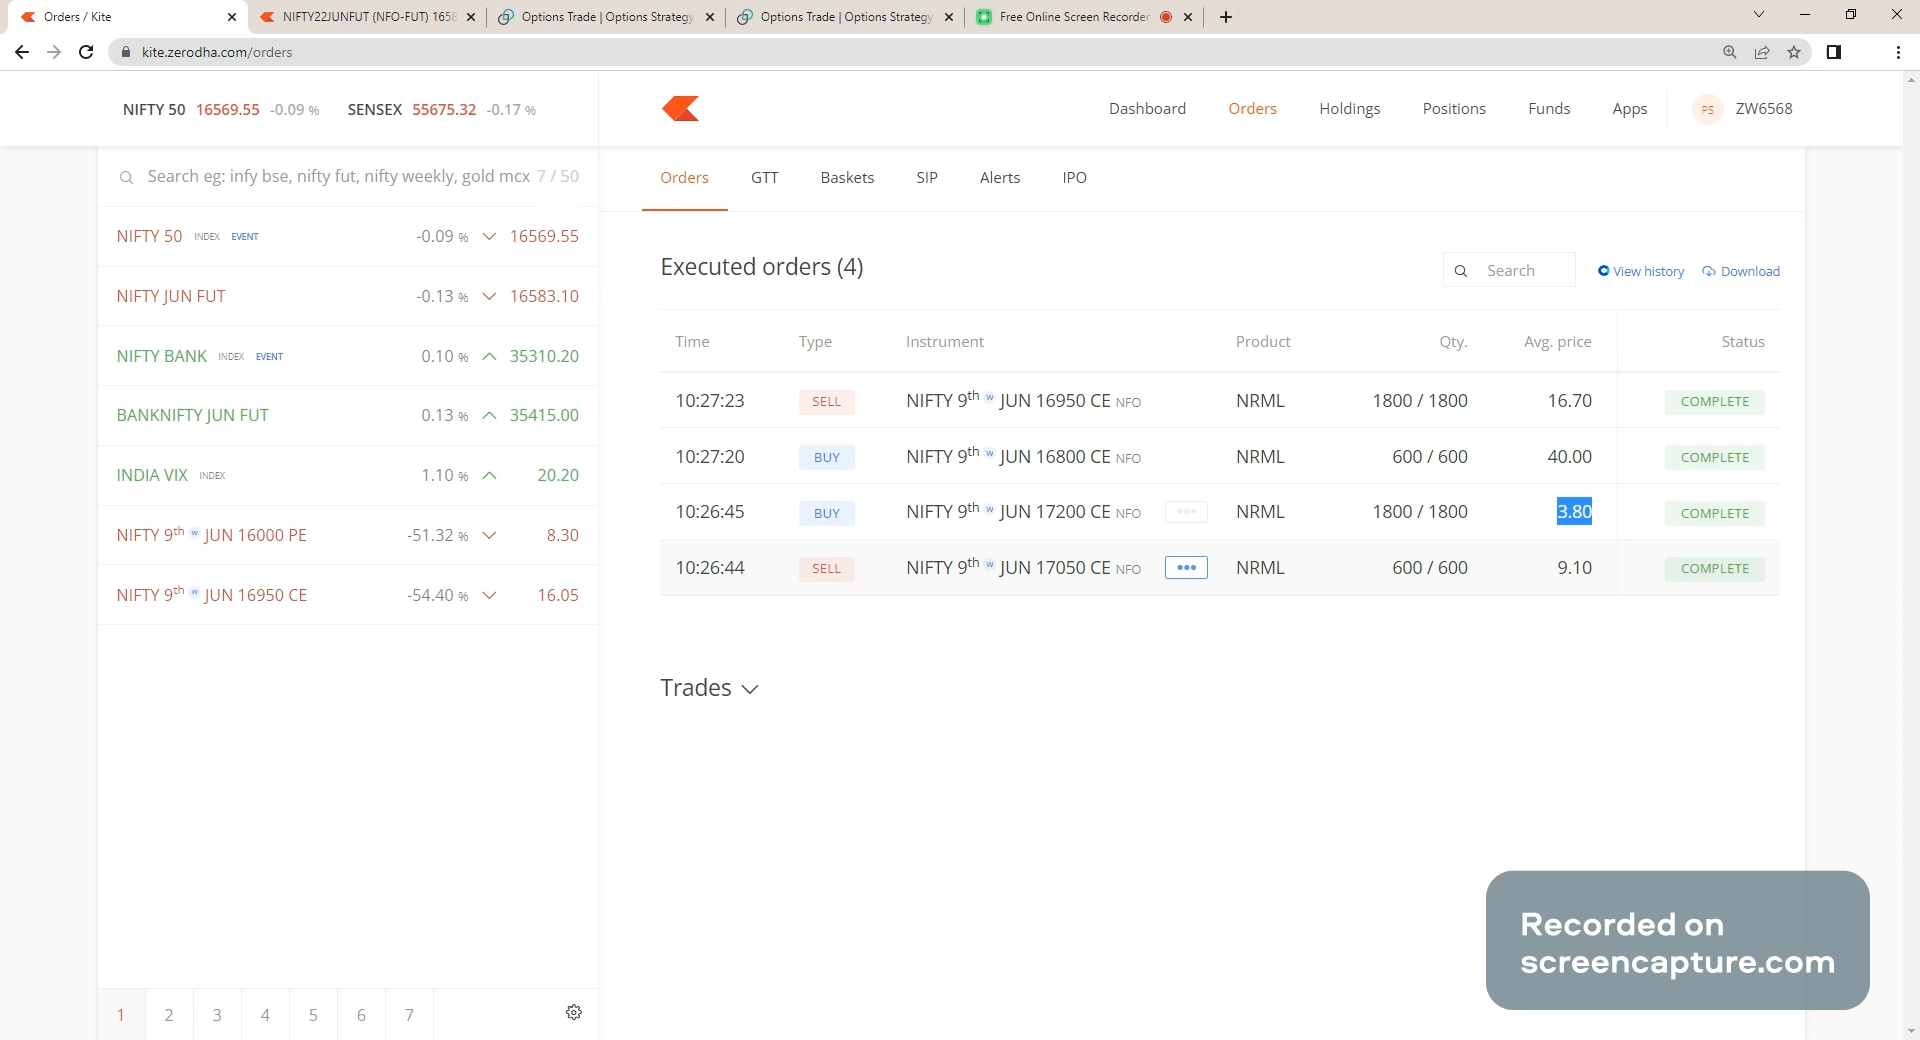 Orders / Kite
NIFTY22JUNFUT (NFO-FUT) 1658
Options Trade | Options Strategy
Options Trade | Options Strategy
Free Online Screen Recorder
kite.zerodha.com/orders
NIFTY 50 16569.55 -0.09 % SENSEX 55675.32 -0.17 %
Dashboard Orders Holdings Positions Funds Apps PS ZW6568
Search eg: infy bse, nifty fut, nifty weekly, gold mcx 7 / 50
NIFTY 50 INDEX EVENT -0.09 % 16569.55
NIFTY JUN FUT -0.13 % 16583.10
NIFTY BANK INDEX EVENT 0.10 % 35310.20
BANKNIFTY JUN FUT 0.13 % 35415.00
INDIA VIX INDEX 1.10 % 20.20
NIFTY 9th w JUN 16000 PE -51.32 % 8.30
NIFTY 9th w JUN 16950 CE -54.40 % 16.05
1 2 3 4 5 6 7
Orders GTT Baskets SIP Alerts IPO
Executed orders (4)
Search View history Download
Time Type Instrument Product Qty. Avg. price Status
10:27:23 SELL NIFTY 9th w JUN 16950 CE NFO NRML 1800 / 1800 16.70 COMPLETE
10:27:20 BUY NIFTY 9th w JUN 16800 CE NFO NRML 600 / 600 40.00 COMPLETE
10:26:45 BUY NIFTY 9th w JUN 17200 CE NFO NRML 1800 / 1800 3.80 COMPLETE
10:26:44 SELL NIFTY 9th w JUN 17050 CE NFO NRML 600 / 600 9.10 COMPLETE
Trades
Recorded on
screencapture.com